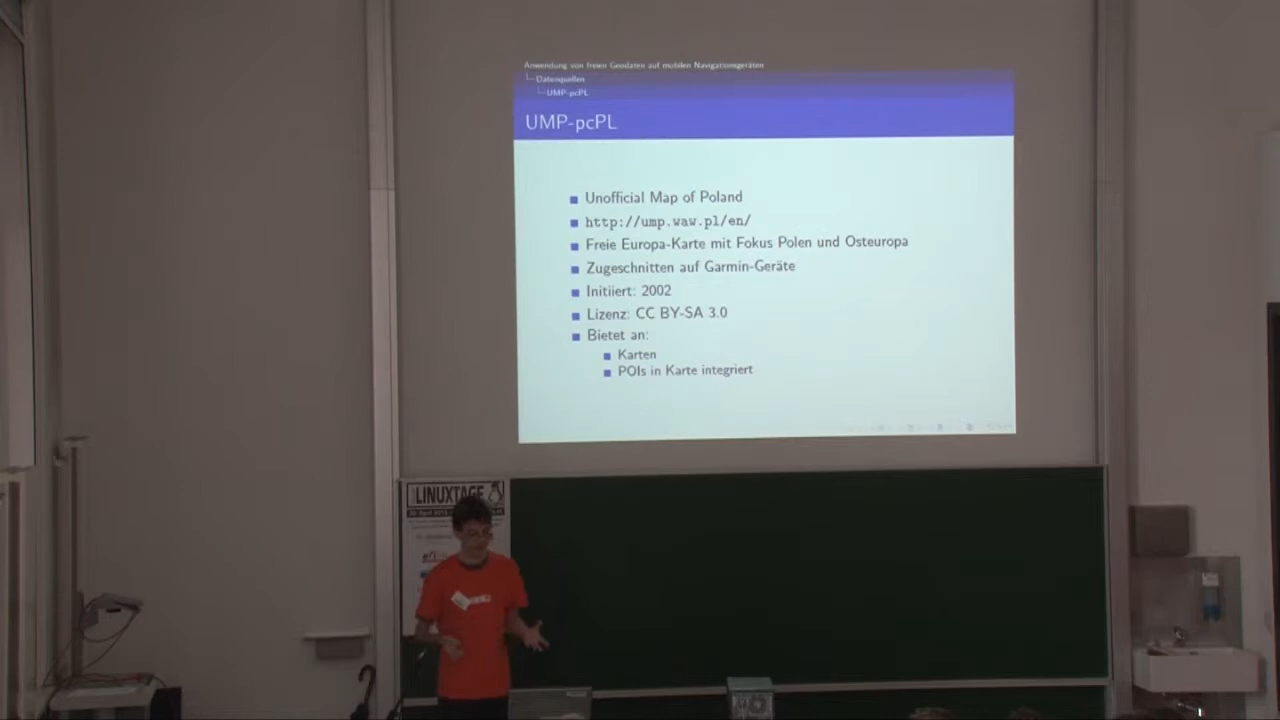 Anwendung von freien Geodaten auf mobilen Navigationsgeräten
Datenquellen
UMP-pcPL
UMP-pcPL
Unofficial Map of Poland
http://ump.waw.pl/en/
Freie Europa-Karte mit Fokus Polen und Osteuropa
Zugeschnitten auf Garmin-Geräte
Initiiert: 2002
Lizenz: CC BY-SA 3.0
Bietet an:
Karten
POIs in Karte integriert
LINUXTAGE